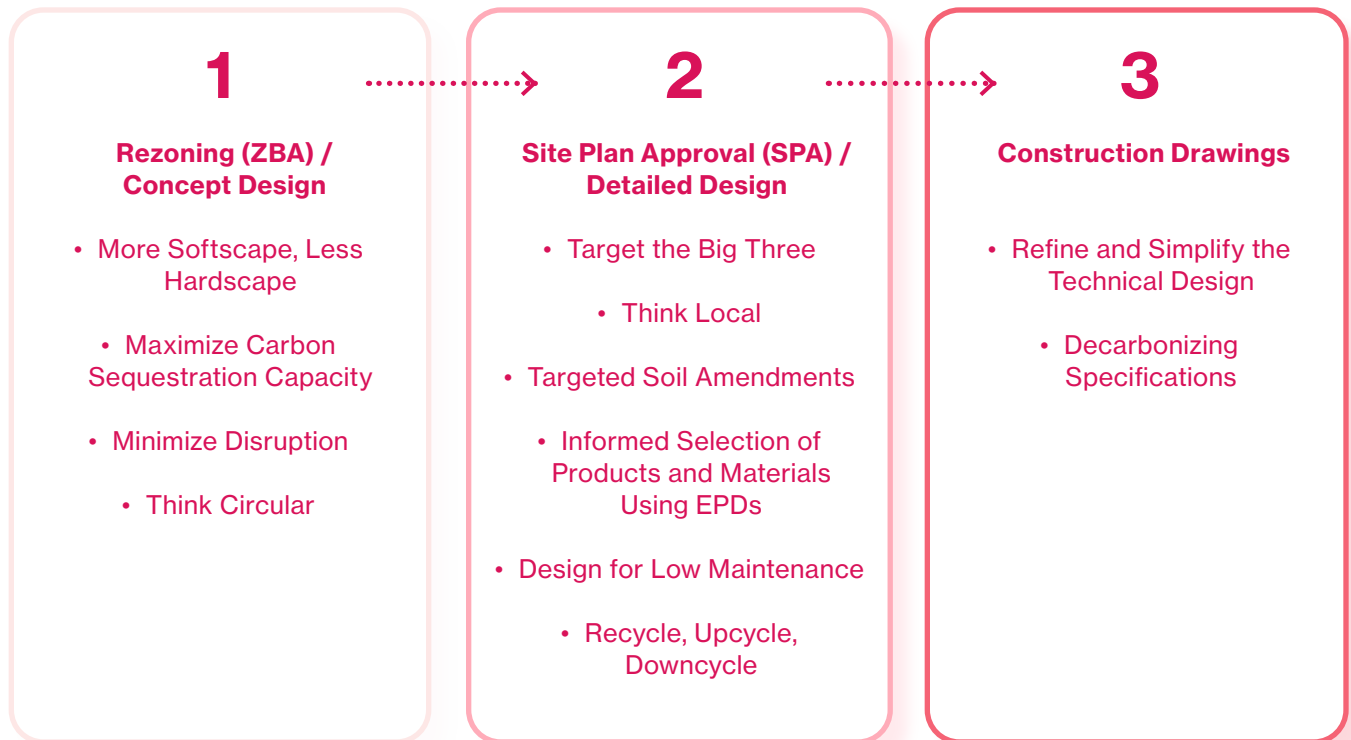 1
Rezoning (ZBA) /
Concept Design
• More Softscape, Less
Hardscape
• Maximize Carbon
Sequestration Capacity
• Minimize Disruption
• Think Circular
2
Site Plan Approval (SPA) /
Detailed Design
• Target the Big Three
• Think Local
• Targeted Soil Amendments
• Informed Selection of
Products and Materials
Using EPDs
• Design for Low Maintenance
• Recycle, Upcycle,
Downcycle
3
Construction Drawings
• Refine and Simplify the
Technical Design
• Decarbonizing
Specifications